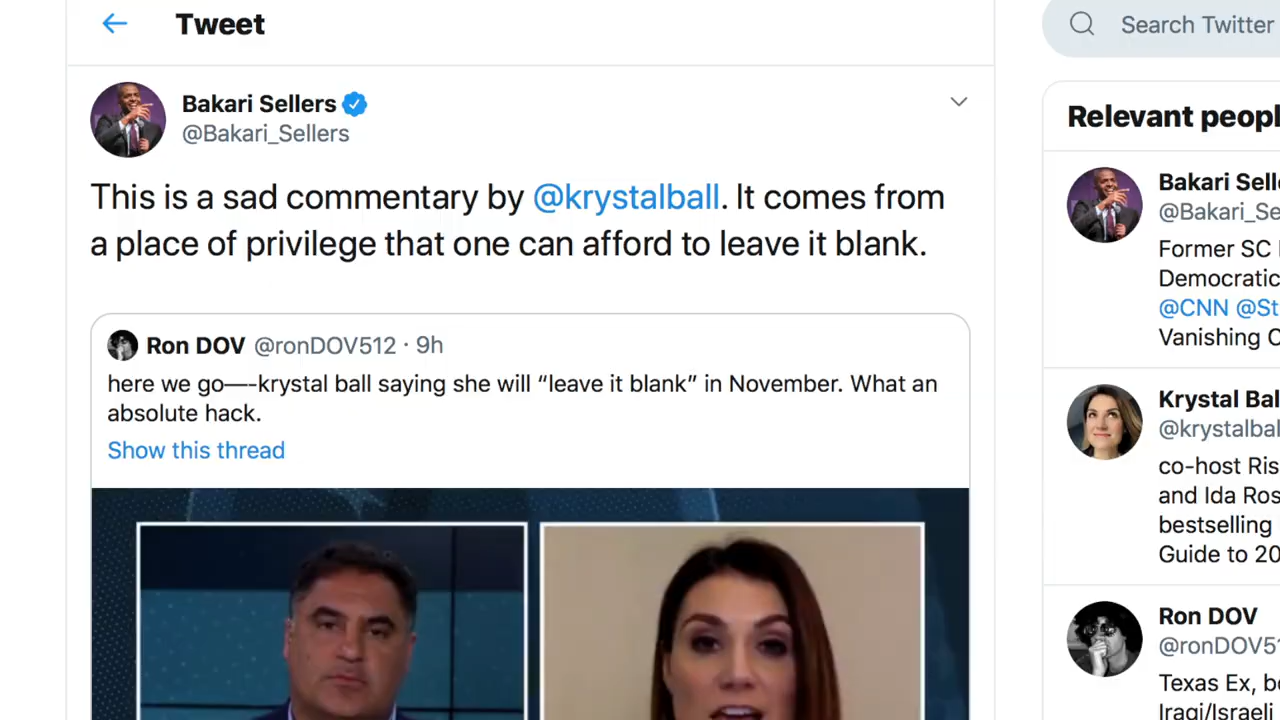 Tweet
Search Twitter
Bakari Sellers
@Bakari_Sellers
This is a sad commentary by @krystalball. It comes from
a place of privilege that one can afford to leave it blank.
Ron DOV @ronDOV512 · 9h
here we go—-krystal ball saying she will “leave it blank” in November. What an
absolute hack.
Show this thread
Relevant peopl
Bakari Selle
@Bakari_Se
Former SC
Democratic
@CNN @St
Vanishing C
Krystal Bal
@krystalbal
co-host Ris
and Ida Ros
bestselling
Guide to 20
Ron DOV
@ronDOV51
Texas Ex, bo
Iraqi/Israeli